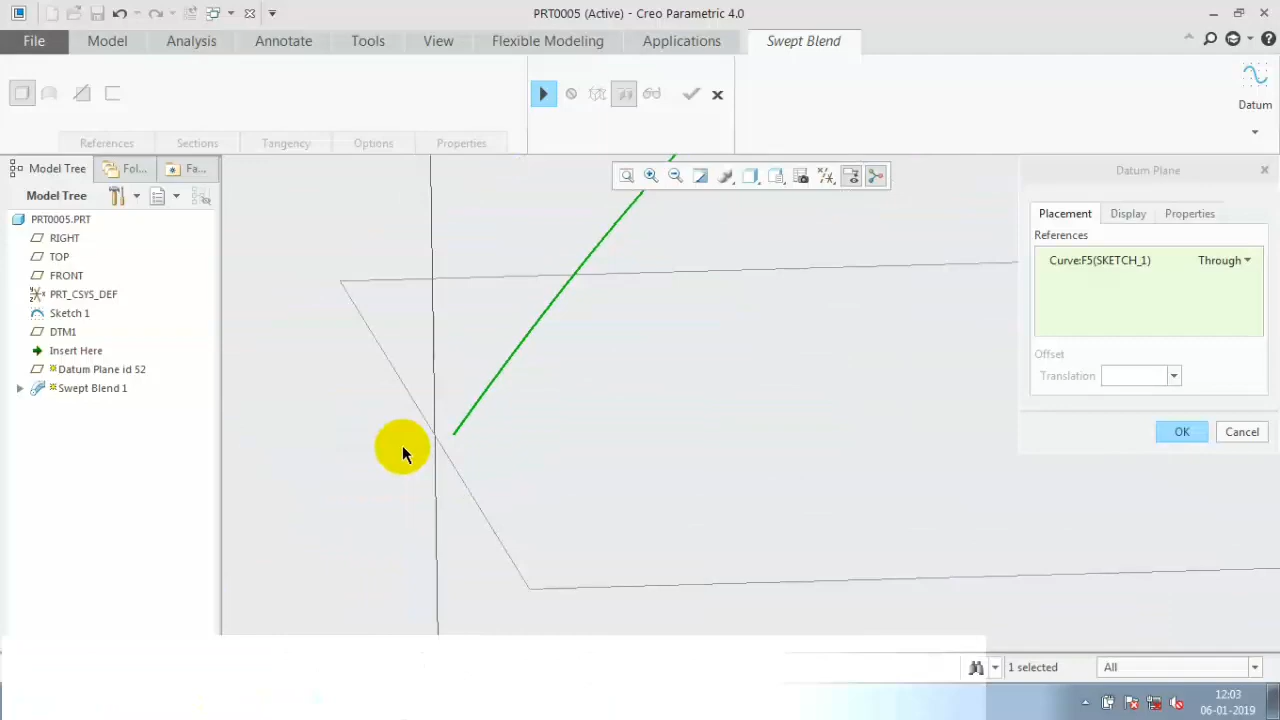 PRT0005 (Active) - Creo Parametric 4.0
File Model Analysis Annotate Tools View Flexible Modeling Applications Swept Blend
Datum
References Sections Tangency Options Properties
Model Tree Fol... Fa...
Model Tree
PRT0005.PRT
RIGHT
TOP
FRONT
PRT_CSYS_DEF
Sketch 1
DTM1
Insert Here
Datum Plane id 52
Swept Blend 1
Datum Plane
Placement Display Properties
References
Curve:F5(SKETCH_1) Through
Offset
Translation
OK Cancel
1 selected All
12:03
06-01-2019